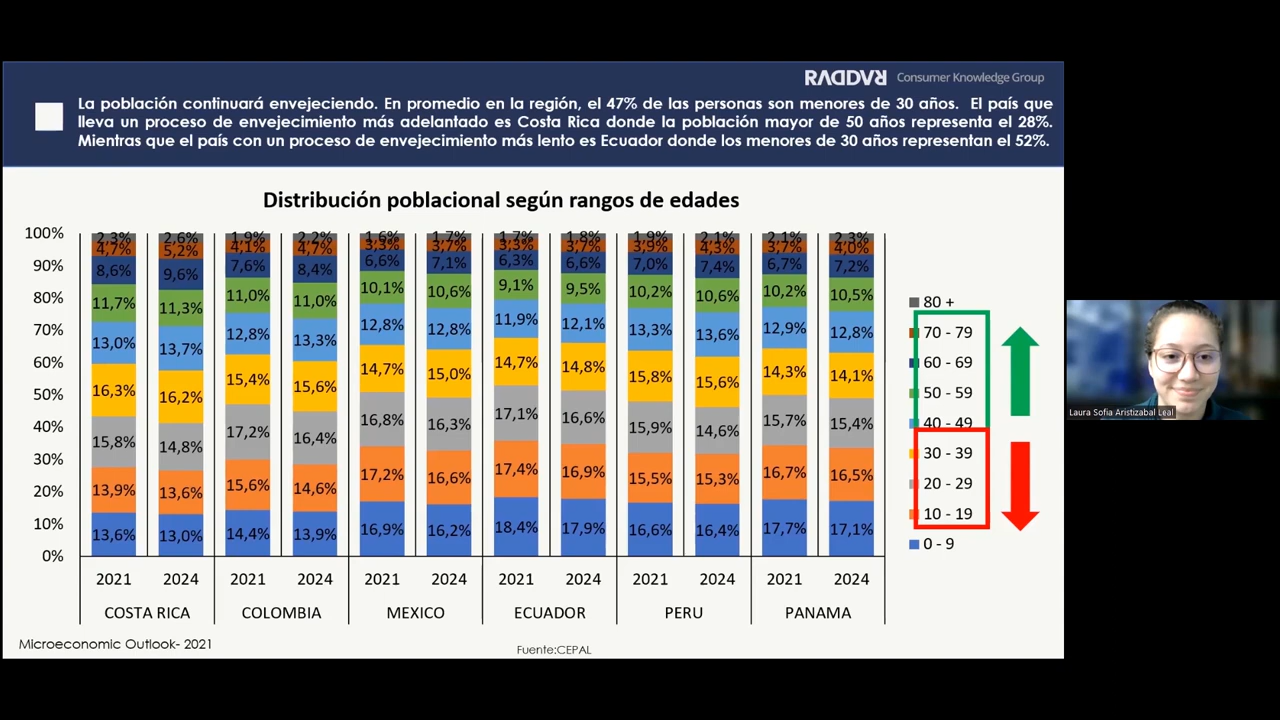 RADDAR Consumer Knowledge Group
La población continuará envejeciendo. En promedio en la región, el 47% de las personas son menores de 30 años. El país que
lleva un proceso de envejecimiento más adelantado es Costa Rica donde la población mayor de 50 años representa el 28%.
Mientras que el país con un proceso de envejecimiento más lento es Ecuador donde los menores de 30 años representan el 52%.
Distribución poblacional según rangos de edades
100% 2,3% 2,6% 1,9% 2,2% 1,6% 1,7% 1,7% 1,8% 1,9% 2,1% 2,1% 2,3%
4,7% 5,2% 4,1% 4,7% 3,3% 3,7% 3,3% 3,7% 3,9% 4,3% 3,7% 4,0%
90% 8,6% 9,6% 7,6% 8,4% 6,6% 7,1% 6,3% 6,6% 7,0% 7,4% 6,7% 7,2%
80% 11,7% 11,3% 11,0% 11,0% 10,1% 10,6% 9,1% 9,5% 10,2% 10,6% 10,2% 10,5%
70% 13,0% 13,7% 12,8% 13,3% 12,8% 12,8% 11,9% 12,1% 13,3% 13,6% 12,9% 12,8%
60%
50% 16,3% 16,2% 15,4% 15,6% 14,7% 15,0% 14,7% 14,8% 15,8% 15,6% 14,3% 14,1%
40% 15,8% 14,8% 17,2% 16,4% 16,8% 16,3% 17,1% 16,6% 15,9% 14,6% 15,7% 15,4%
30%
20% 13,9% 13,6% 15,6% 14,6% 17,2% 16,6% 17,4% 16,9% 15,5% 15,3% 16,7% 16,5%
10% 13,6% 13,0% 14,4% 13,9% 16,9% 16,2% 18,4% 17,9% 16,6% 16,4% 17,7% 17,1%
0%
2021 2024 2021 2024 2021 2024 2021 2024 2021 2024 2021 2024
COSTA RICA COLOMBIA MEXICO ECUADOR PERU PANAMA
80 +
70 - 79
60 - 69
50 - 59
40 - 49
30 - 39
20 - 29
10 - 19
0 - 9
Microeconomic Outlook- 2021
Fuente:CEPAL
Laura Sofia Aristizabal Leal